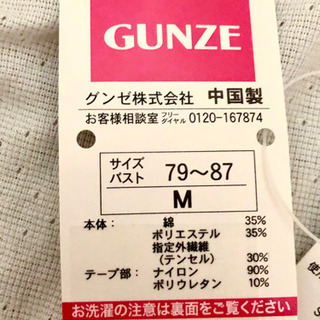 GUNZE
グンゼ株式会社 中国製
お客様相談室 フリーダイヤル 0120-167874
サイズ
バスト 79～87
M
本体： 綿 35%
ポリエステル 35%
指定外繊維
（テンセル） 30%
テープ部： ナイロン 90%
ポリウレタン 10%
お洗濯の注意は裏面をご覧ください